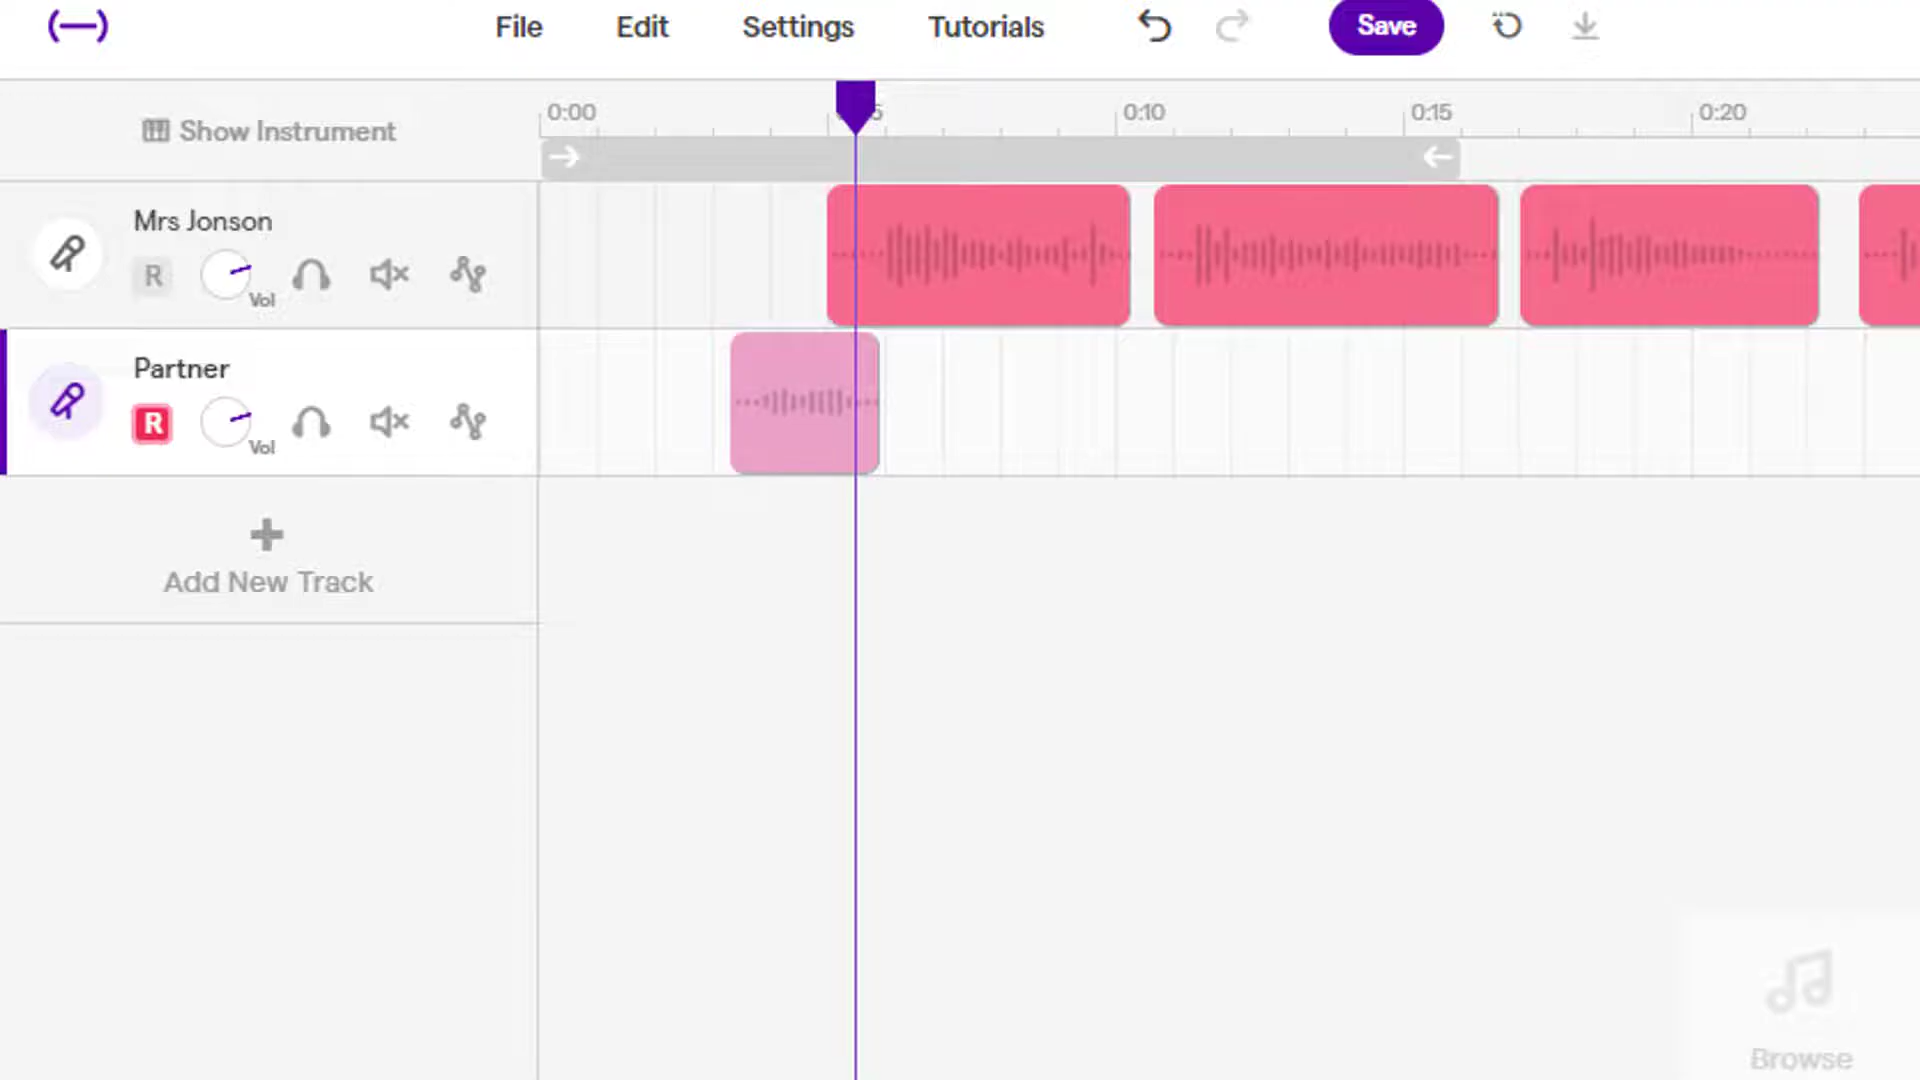 File Edit Settings Tutorials Save
Show Instrument
0:00 0:10 0:15 0:20
Mrs Jonson
R Vol
Partner
R Vol
Add New Track
Browse